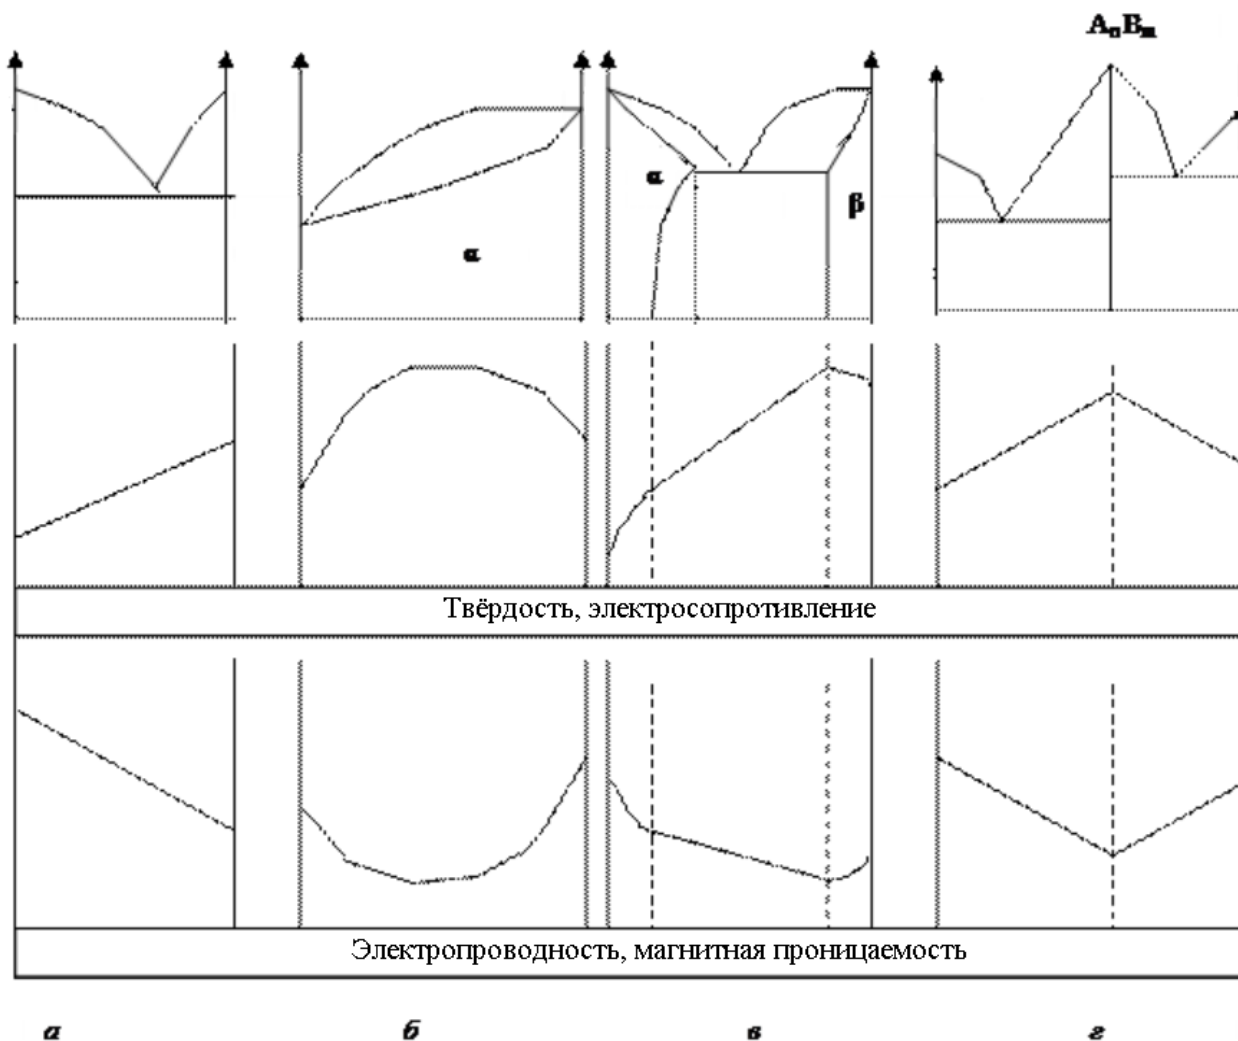 AnBm
α
α
β
Твёрдость, электросопротивление
Электропроводность, магнитная проницаемость
а б в г